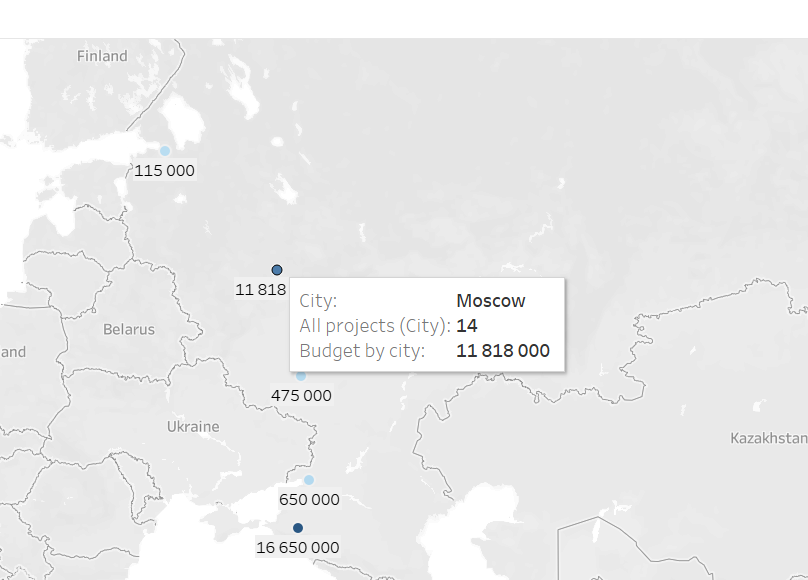 Finland
115 000
11 818
City: Moscow
All projects (City): 14
Budget by city: 11 818 000
Belarus
and
475 000
Ukraine
Kazakhstan
650 000
16 650 000